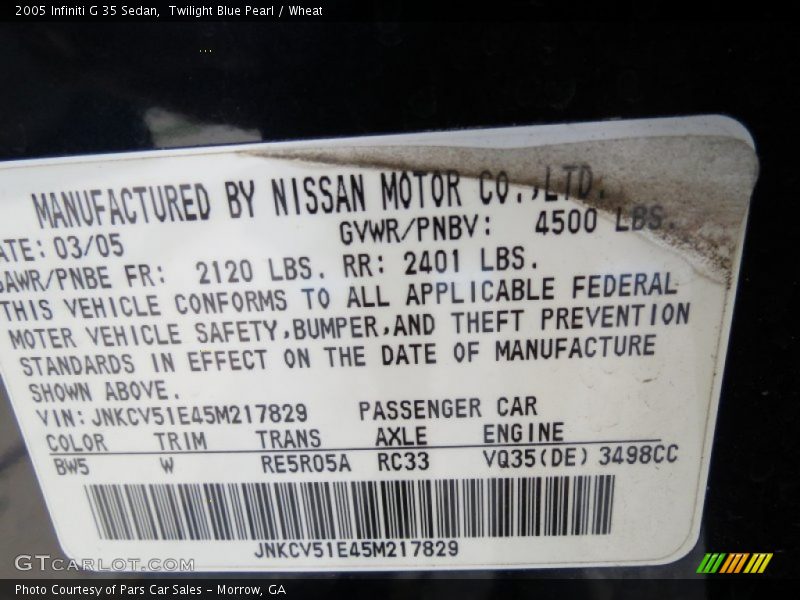 2005 Infiniti G 35 Sedan,  Twilight Blue Pearl / Wheat
MANUFACTURED BY NISSAN MOTOR CO.,LTD.
ATE: 03/05 GVWR/PNBV: 4500 LBS.
GAWR/PNBE FR: 2120 LBS. RR: 2401 LBS.
THIS VEHICLE CONFORMS TO ALL APPLICABLE FEDERAL
MOTER VEHICLE SAFETY,BUMPER,AND THEFT PREVENTION
STANDARDS IN EFFECT ON THE DATE OF MANUFACTURE
SHOWN ABOVE.
VIN: JNKCV51E45M217829 PASSENGER CAR
COLOR TRIM TRANS AXLE ENGINE
BW5 W RE5R05A RC33 VQ35(DE) 3498CC
JNKCV51E45M217829
GTCARLOT.COM
Photo Courtesy of Pars Car Sales - Morrow, GA